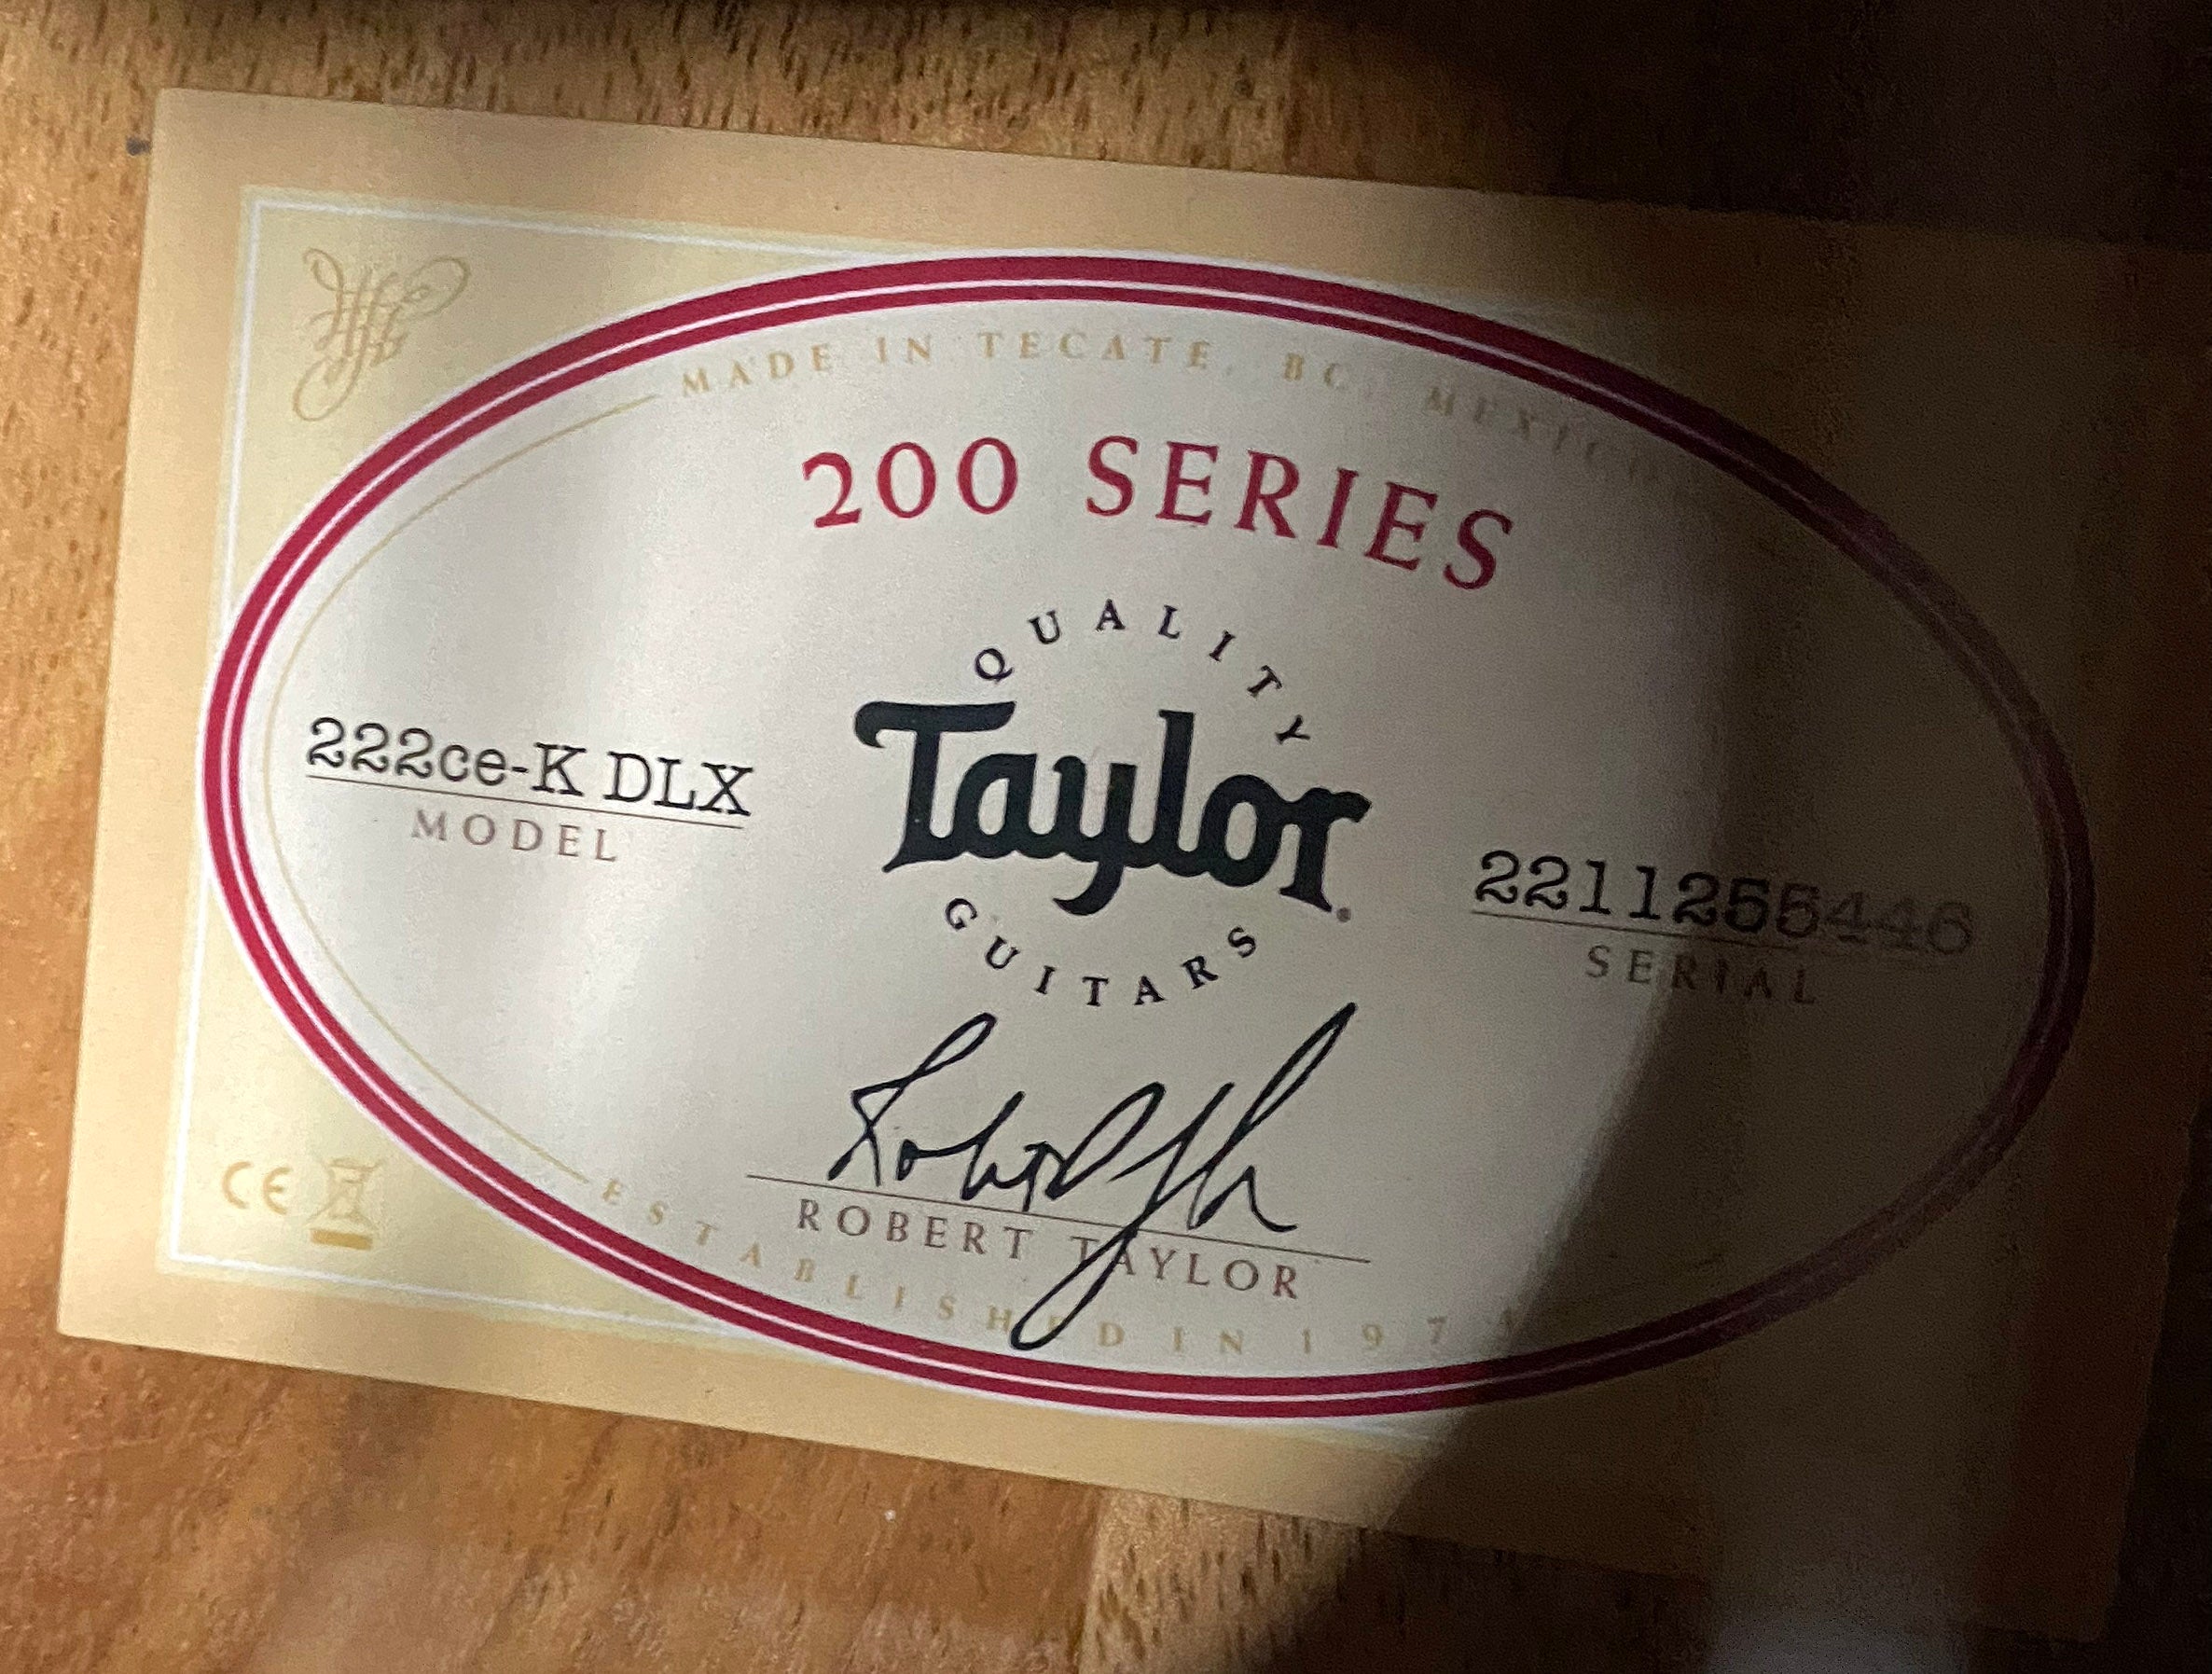 MADE IN TECATE, BC, MEXICO
200 SERIES
QUALITY
Taylor
GUITARS
222ce-K DLX
MODEL
2211255446
SERIAL
ROBERT TAYLOR
ESTABLISHED IN 1974
CE